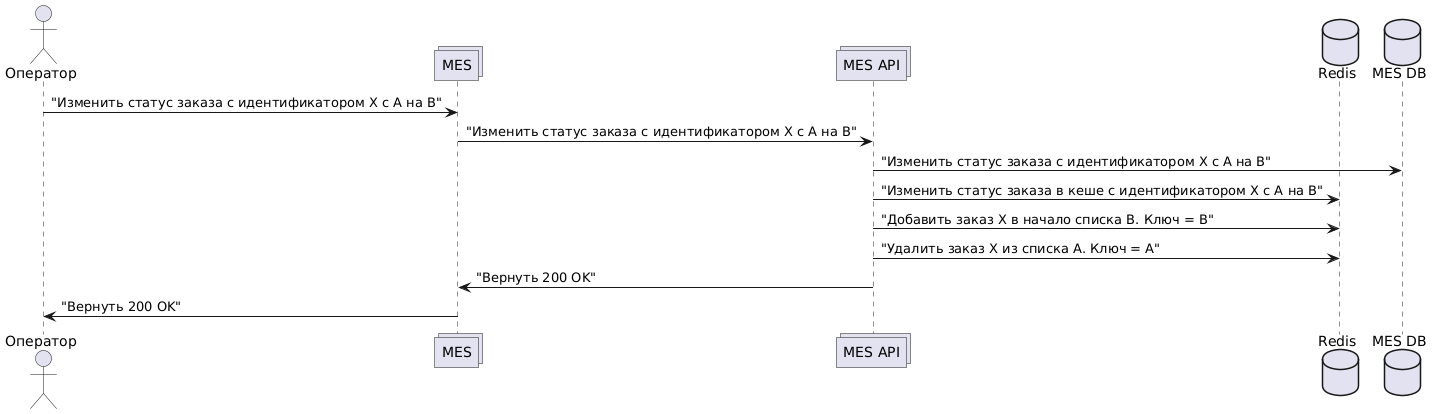 Оператор
MES
MES API
Redis
MES DB
"Изменить статус заказа с идентификатором X с A на B"
"Изменить статус заказа с идентификатором X с A на B"
"Изменить статус заказа с идентификатором X с A на B"
"Изменить статус заказа в кеше с идентификатором X с A на B"
"Добавить заказ X в начало списка B. Ключ = B"
"Удалить заказ X из списка A. Ключ = A"
"Вернуть 200 OK"
"Вернуть 200 OK"
Оператор
MES
MES API
Redis
MES DB